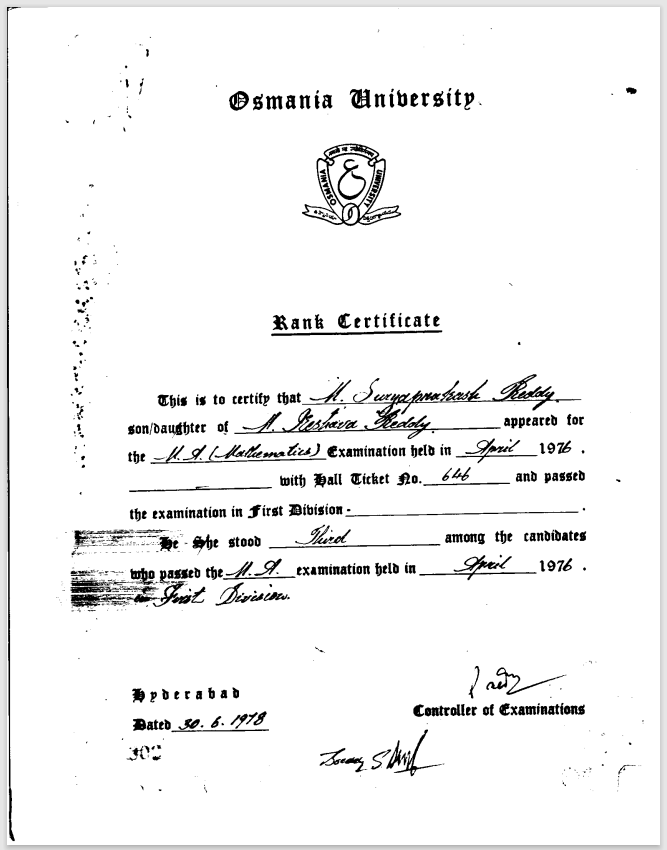 Osmania University
OSMANIA UNIVERSITY
Rank Certificate
This is to certify that M. Suryaprakash Reddy
son/daughter of M. Keshava Reddy appeared for
the M.A. (Mathematics) Examination held in April 1976 .
with Hall Ticket No. 646 and passed
the examination in First Division - .
He - She stood Third among the candidates
who passed the M.A. examination held in April 1976 .
in First Division.
Hyderabad
Controller of Examinations
Dated 30.6.1978
302